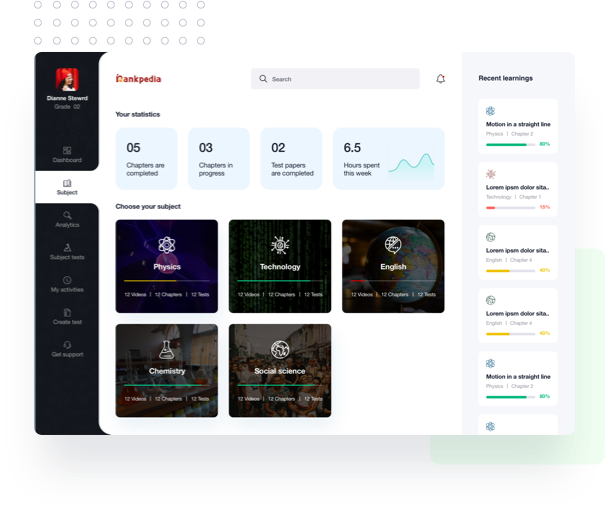 Dianne Stewrd
Grade 02
Dashboard
Subject
Analytics
Subject tests
My activities
Create test
Get support
Rankpedia
Search
Your statistics
05
Chapters are
completed
03
Chapters in
progress
02
Test papers
are completed
6.5
Hours spent
this week
Choose your subject
Physics
12 Videos | 12 Chapters | 12 Tests
Technology
12 Videos | 12 Chapters | 12 Tests
English
12 Videos | 12 Chapters | 12 Tests
Chemistry
12 Videos | 12 Chapters | 12 Tests
Social science
12 Videos | 12 Chapters | 12 Tests
Recent learnings
Motion in a straight line
Physics | Chapter 2
80%
Lorem ipsm dolor sita..
Technology | Chapter 1
15%
Lorem ipsm dolor sita..
English | Chapter 4
40%
Lorem ipsm dolor sita..
English | Chapter 4
40%
Motion in a straight line
Physics | Chapter 2
80%